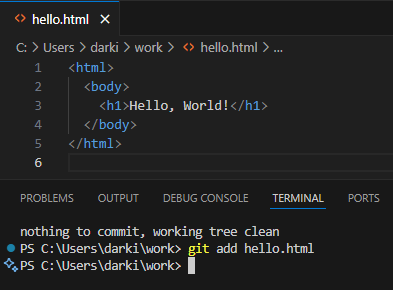 hello.html
C: > Users > darki > work > hello.html > ...
1 <html>
2 <body>
3 <h1>Hello, World!</h1>
4 </body>
5 </html>
6
PROBLEMS OUTPUT DEBUG CONSOLE TERMINAL PORTS
nothing to commit, working tree clean
PS C:\Users\darki\work> git add hello.html
PS C:\Users\darki\work>